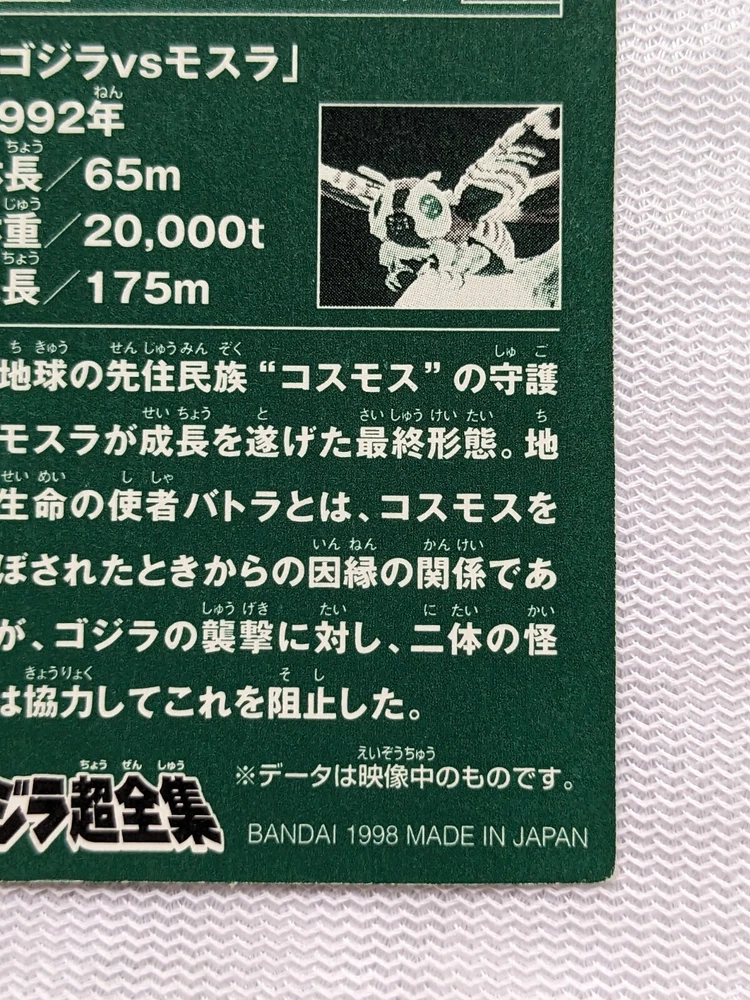 ゴジラvsモスラ」
992年
長／65m
重／20,000t
長／175m
地球の先住民族“コスモス”の守護
モスラが成長を遂げた最終形態。地
生命の使者バトラとは、コスモスを
ぼされたときからの因縁の関係であ
が、ゴジラの襲撃に対し、二体の怪
は協力してこれを阻止した。
※データは映像中のものです。
ジラ超全集
BANDAI 1998 MADE IN JAPAN